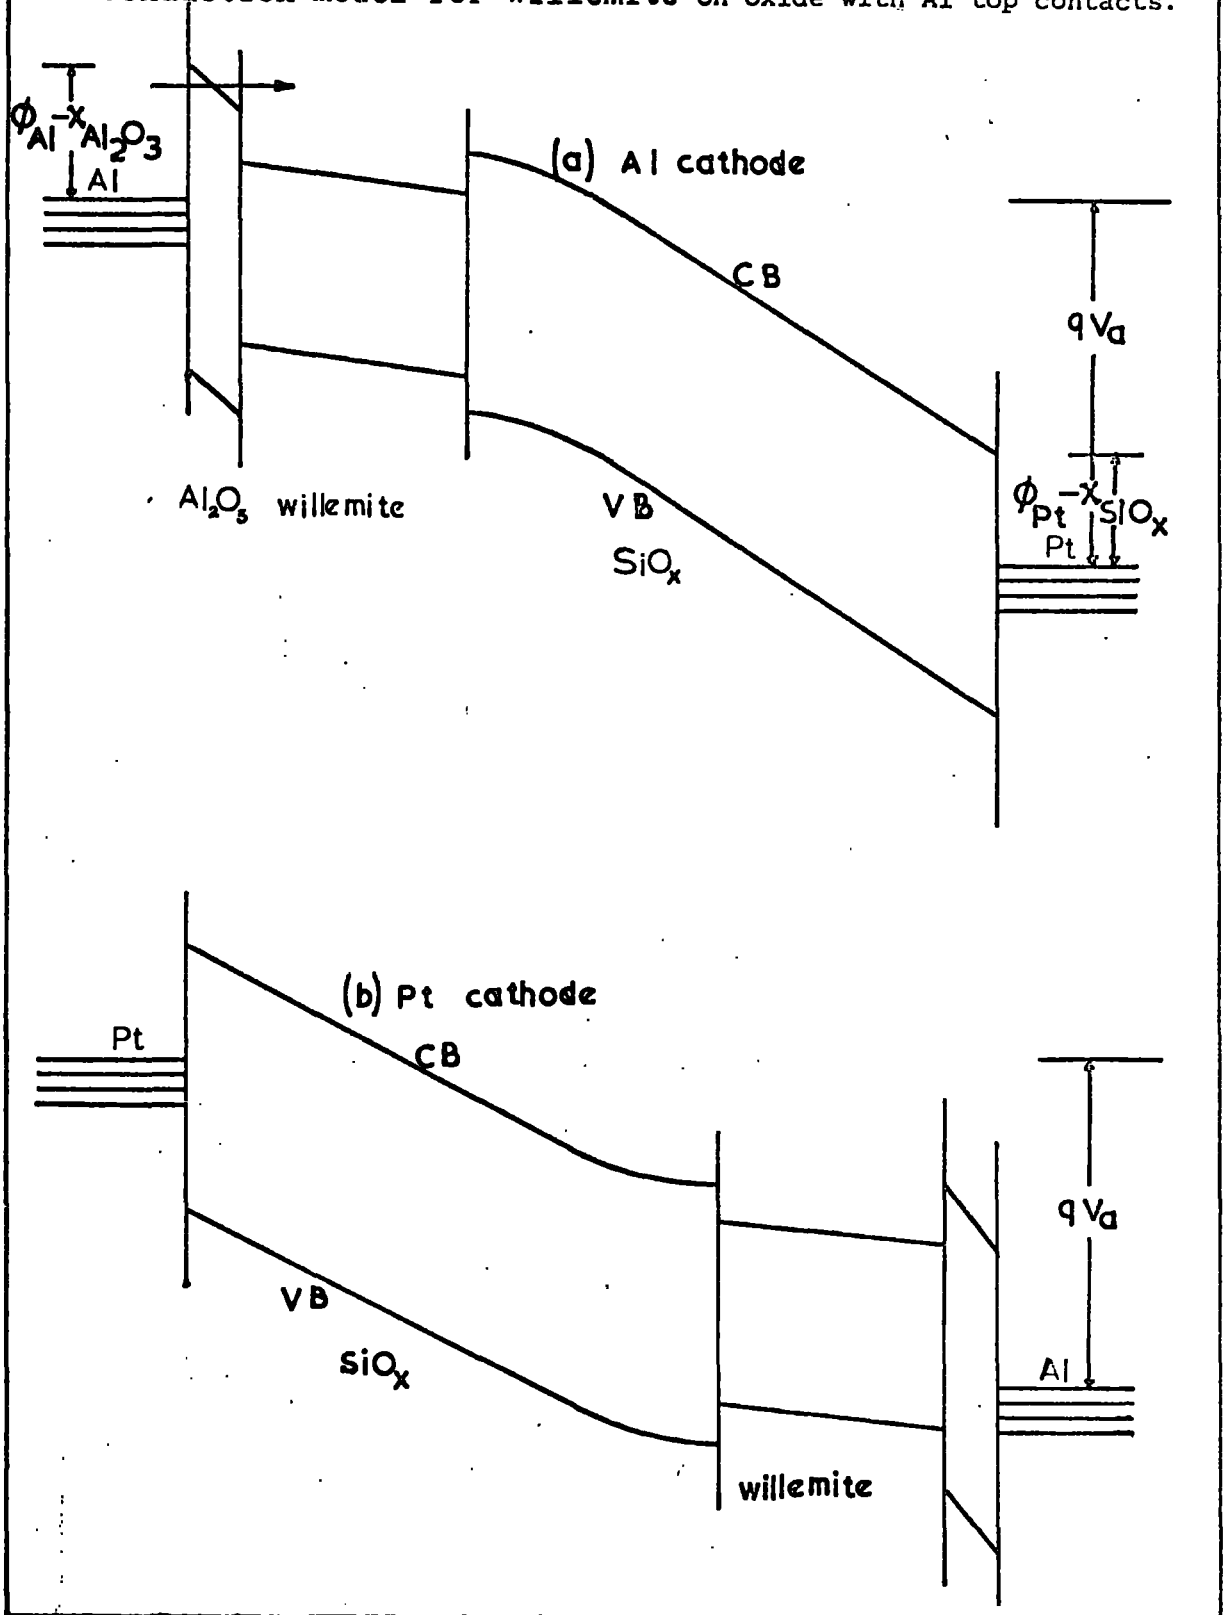 conduction model for willemite on oxide with Al top contacts.
ϕAl-χAl₂O₃
Al
(a) Al cathode
CB
qVa
Al₂O₃ willemite
VB
SiOₓ
ϕPt-χSiOₓ
Pt
(b) Pt cathode
Pt
CB
qVa
VB
SiOₓ
Al
willemite